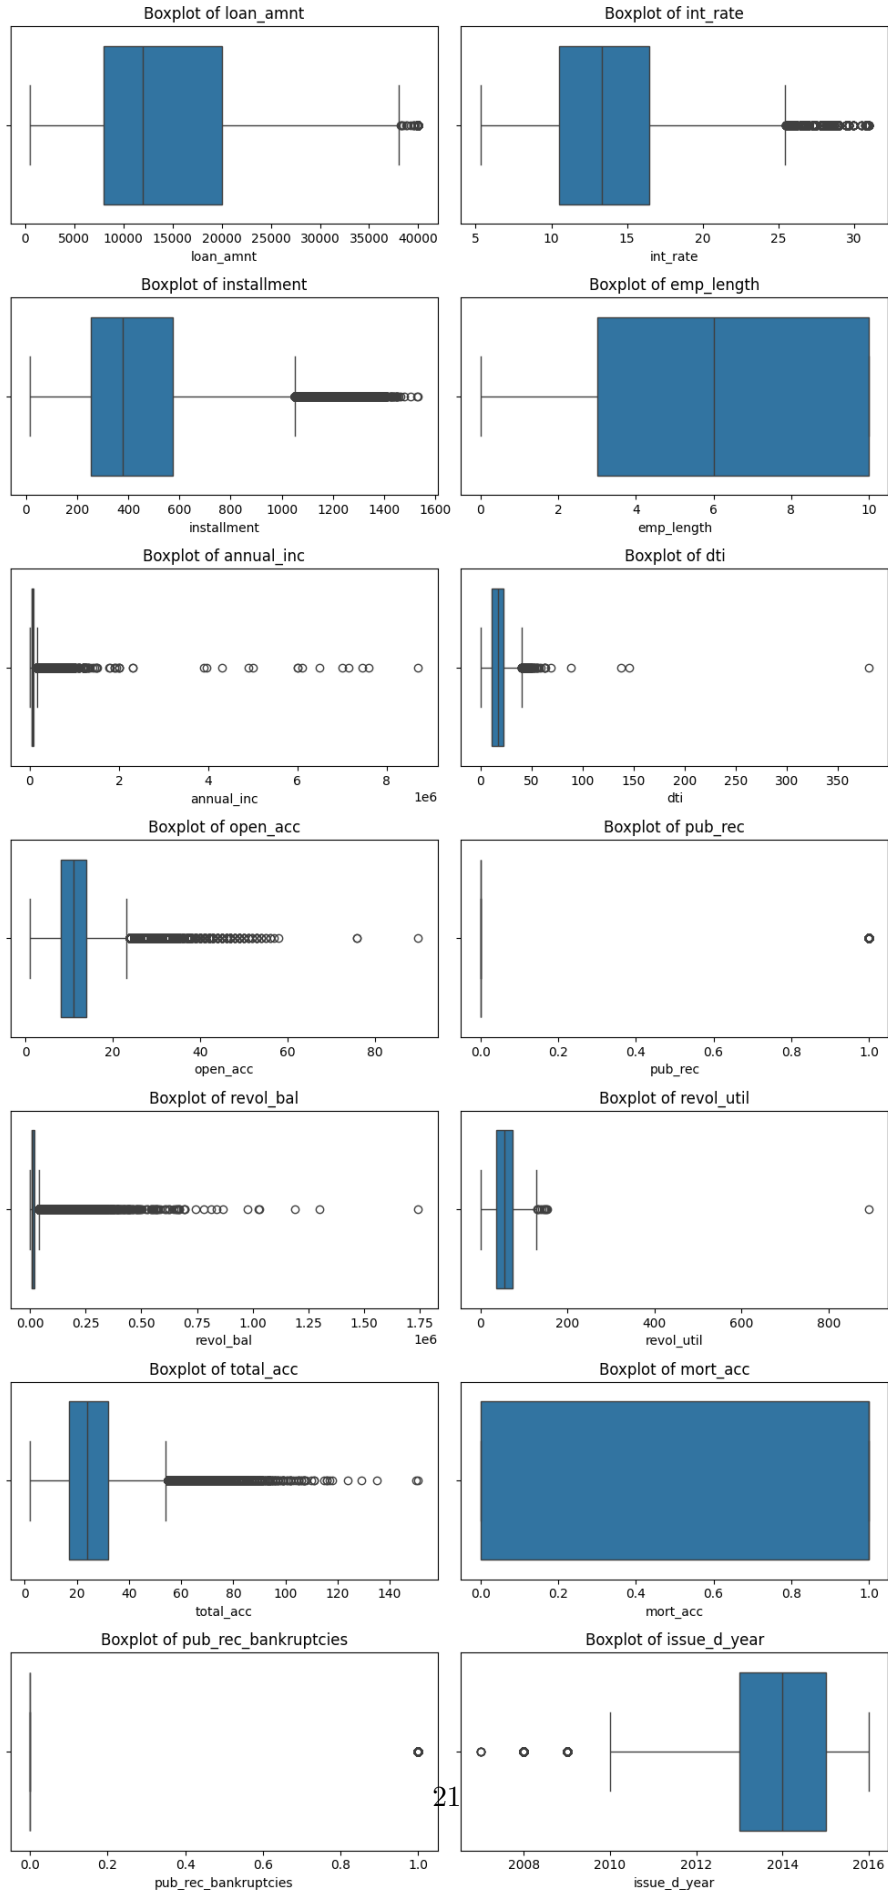 Boxplot of loan_amnt
0 5000 10000 15000 20000 25000 30000 35000 40000
loan_amnt
Boxplot of int_rate
5 10 15 20 25 30
int_rate
Boxplot of installment
0 200 400 600 800 1000 1200 1400 1600
installment
Boxplot of emp_length
0 2 4 6 8 10
emp_length
Boxplot of annual_inc
0 2 4 6 8
annual_inc
1e6
Boxplot of dti
0 50 100 150 200 250 300 350
dti
Boxplot of open_acc
0 20 40 60 80
open_acc
Boxplot of pub_rec
0.0 0.2 0.4 0.6 0.8 1.0
pub_rec
Boxplot of revol_bal
0.00 0.25 0.50 0.75 1.00 1.25 1.50 1.75
revol_bal
1e6
Boxplot of revol_util
0 200 400 600 800
revol_util
Boxplot of total_acc
0 20 40 60 80 100 120 140
total_acc
Boxplot of mort_acc
0.0 0.2 0.4 0.6 0.8 1.0
mort_acc
Boxplot of pub_rec_bankruptcies
0.0 0.2 0.4 0.6 0.8 1.0
pub_rec_bankruptcies
Boxplot of issue_d_year
2008 2010 2012 2014 2016
issue_d_year
21